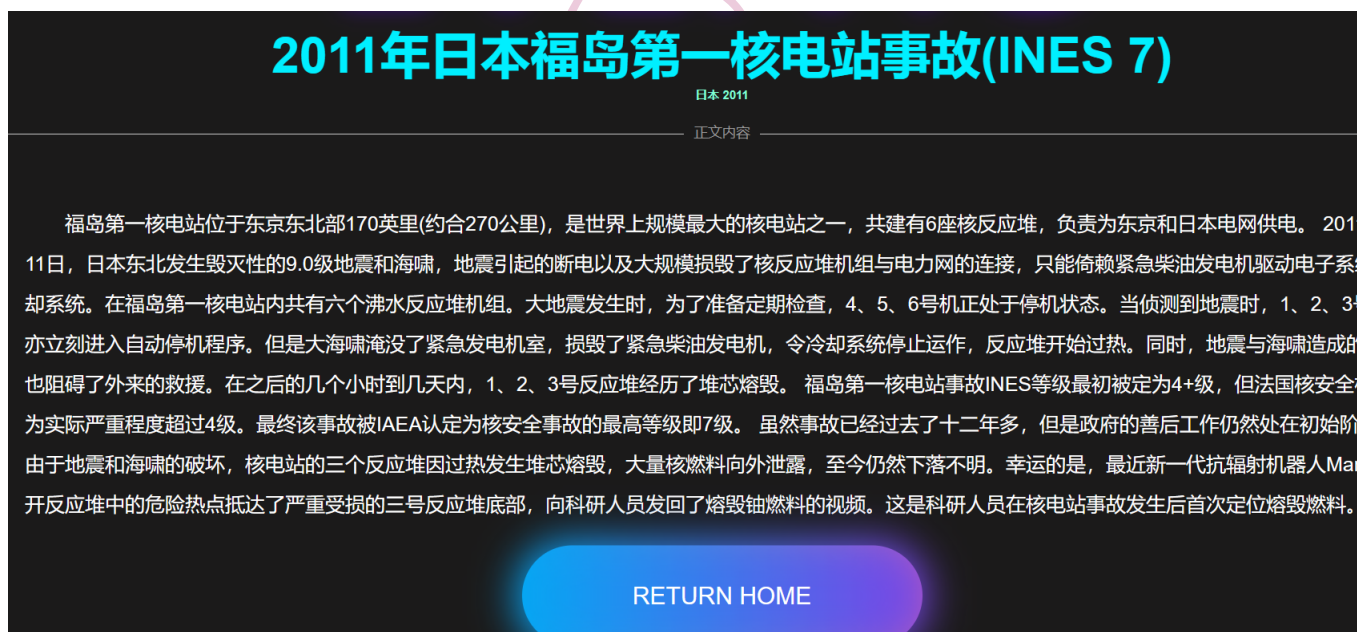 2011年日本福岛第一核电站事故(INES 7)
日本 2011
正文内容
福岛第一核电站位于东京东北部170英里(约合270公里)，是世界上规模最大的核电站之一，共建有6座核反应堆，负责为东京和日本电网供电。 201
11日，日本东北发生毁灭性的9.0级地震和海啸，地震引起的断电以及大规模损毁了核反应堆机组与电力网的连接，只能倚赖紧急柴油发电机驱动电子系
却系统。在福岛第一核电站内共有六个沸水反应堆机组。大地震发生时，为了准备定期检查，4、5、6号机正处于停机状态。当侦测到地震时，1、2、3
亦立刻进入自动停机程序。但是大海啸淹没了紧急发电机室，损毁了紧急柴油发电机，令冷却系统停止运作，反应堆开始过热。同时，地震与海啸造成的
也阻碍了外来的救援。在之后的几个小时到几天内，1、2、3号反应堆经历了堆芯熔毁。 福岛第一核电站事故INES等级最初被定为4+级，但法国核安全
为实际严重程度超过4级。最终该事故被IAEA认定为核安全事故的最高等级即7级。 虽然事故已经过去了十二年多，但是政府的善后工作仍然处在初始阶
由于地震和海啸的破坏，核电站的三个反应堆因过热发生堆芯熔毁，大量核燃料向外泄露，至今仍然下落不明。幸运的是，最近新一代抗辐射机器人Man
开反应堆中的危险热点抵达了严重受损的三号反应堆底部，向科研人员发回了熔毁铀燃料的视频。这是科研人员在核电站事故发生后首次定位熔毁燃料。
RETURN HOME